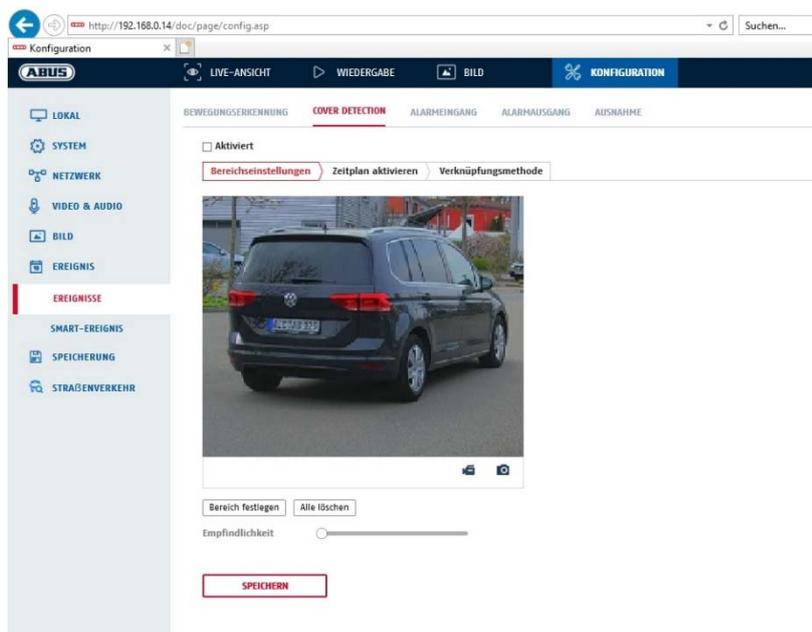 http://192.168.0.14/doc/page/config.asp
Suchen...
Konfiguration
ABUS
LIVE-ANSICHT
WIEDERGABE
BILD
KONFIGURATION
LOKAL
SYSTEM
NETZWERK
VIDEO & AUDIO
BILD
EREIGNIS
EREIGNISSE
SMART-EREIGNIS
SPEICHERUNG
STRAßENVERKEHR
BEWEGUNGSERKENNUNG
COVER DETECTION
ALARMEINGANG
ALARMAUSGANG
AUSNAHME
Aktiviert
Bereichseinstellungen
Zeitplan aktivieren
Verknüpfungsmethode
Bereich festlegen
Alle löschen
Empfindlichkeit
SPEICHERN